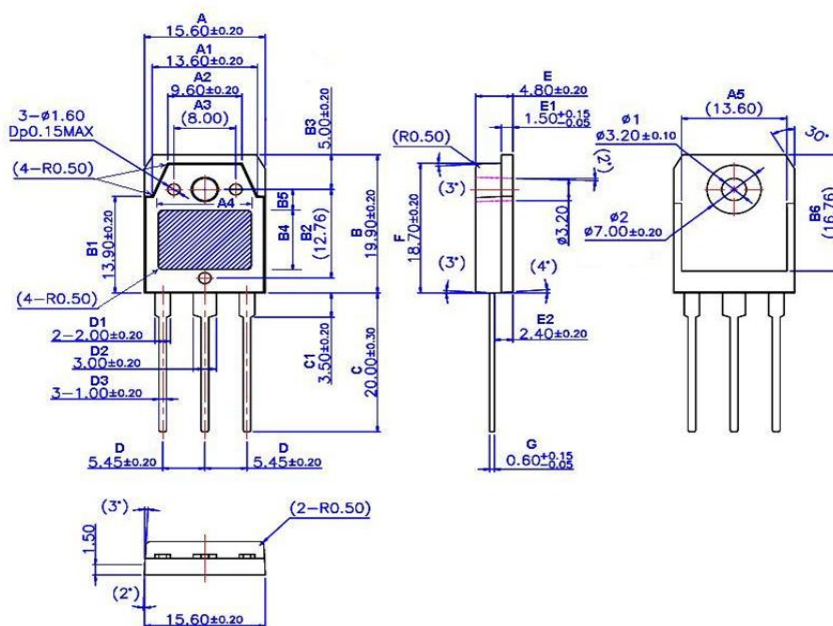 A
15.60±0.20
A1
13.60±0.20
A2
9.60±0.20
A3
(8.00)
3-ø1.60
Dp0.15MAX
(4-R0.50)
B3
5.00±0.20
A4
B5
B4
B2
(12.76)
B
19.90±0.20
B1
13.90±0.20
(4-R0.50)
D1
2-2.00±0.20
D2
3.00±0.20
D3
3-1.00±0.20
C1
3.50±0.20
C
20.00±0.30
D
5.45±0.20
D
5.45±0.20
E
4.80±0.20
E1
1.50+0.15 -0.05
(R0.50)
(3°)
(2°)
F
18.70±0.20
ø3.20
(3°)
(4°)
E2
2.40±0.20
G
0.60+0.15 -0.05
A5
(13.60)
30°
ø1
ø3.20±0.10
ø2
ø7.00±0.20
B6
(16.76)
(3°)
(2-R0.50)
1.50
(2°)
15.60±0.20